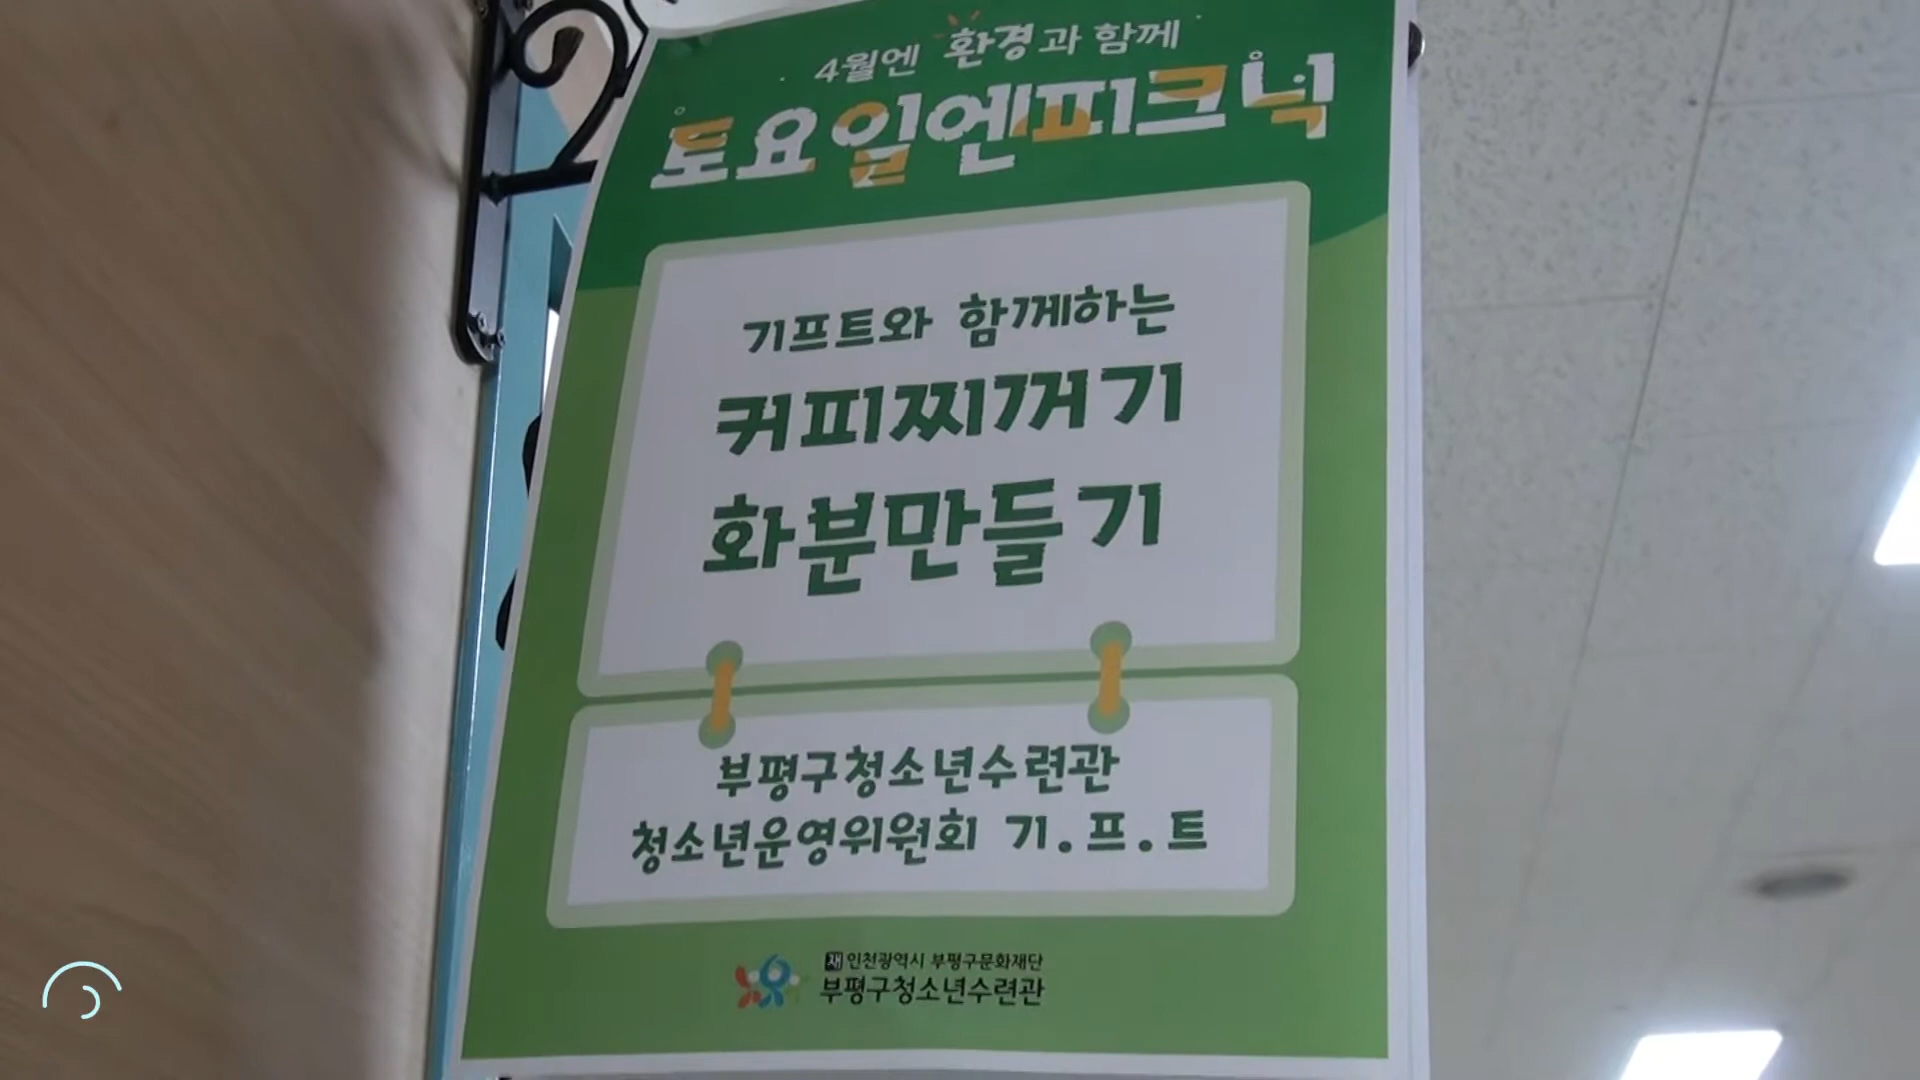 4월엔 환경과 함께
토요일엔피크닉
기프트와 함께하는
커피찌꺼기
화분만들기
부평구청소년수련관
청소년운영위원회 기.프.트
재 인천광역시 부평구문화재단
부평구청소년수련관